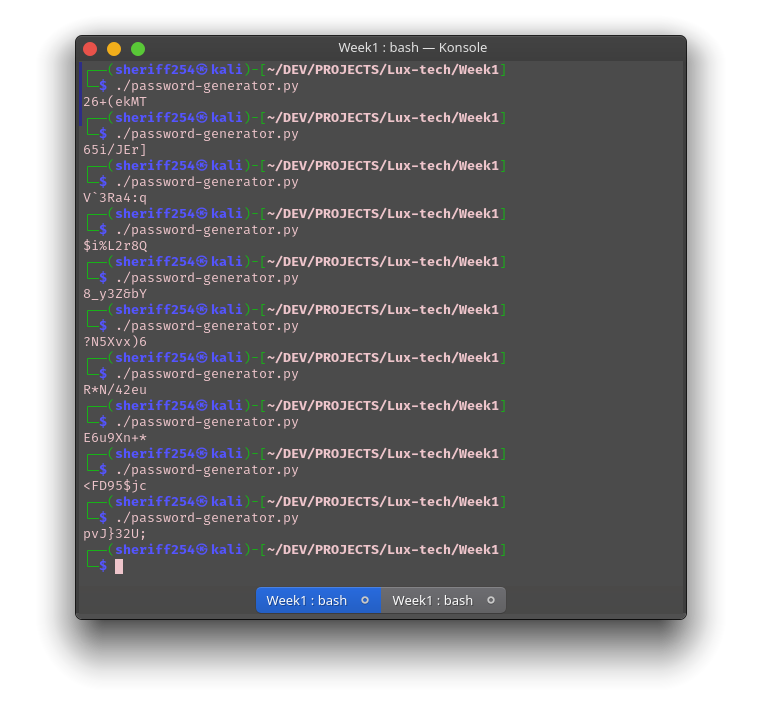 Week1 : bash — Konsole
┌──(sheriff254㉿kali)-[~/DEV/PROJECTS/Lux-tech/Week1]
└─$ ./password-generator.py
26+(ekMT
┌──(sheriff254㉿kali)-[~/DEV/PROJECTS/Lux-tech/Week1]
└─$ ./password-generator.py
65i/JEr]
┌──(sheriff254㉿kali)-[~/DEV/PROJECTS/Lux-tech/Week1]
└─$ ./password-generator.py
V`3Ra4:q
┌──(sheriff254㉿kali)-[~/DEV/PROJECTS/Lux-tech/Week1]
└─$ ./password-generator.py
$i%L2r8Q
┌──(sheriff254㉿kali)-[~/DEV/PROJECTS/Lux-tech/Week1]
└─$ ./password-generator.py
8_y3Z&bY
┌──(sheriff254㉿kali)-[~/DEV/PROJECTS/Lux-tech/Week1]
└─$ ./password-generator.py
?N5Xvx)6
┌──(sheriff254㉿kali)-[~/DEV/PROJECTS/Lux-tech/Week1]
└─$ ./password-generator.py
R*N/42eu
┌──(sheriff254㉿kali)-[~/DEV/PROJECTS/Lux-tech/Week1]
└─$ ./password-generator.py
E6u9Xn+*
┌──(sheriff254㉿kali)-[~/DEV/PROJECTS/Lux-tech/Week1]
└─$ ./password-generator.py
<FD95$jc
┌──(sheriff254㉿kali)-[~/DEV/PROJECTS/Lux-tech/Week1]
└─$ ./password-generator.py
pvJ}32U;
┌──(sheriff254㉿kali)-[~/DEV/PROJECTS/Lux-tech/Week1]
└─$
Week1 : bash Week1 : bash